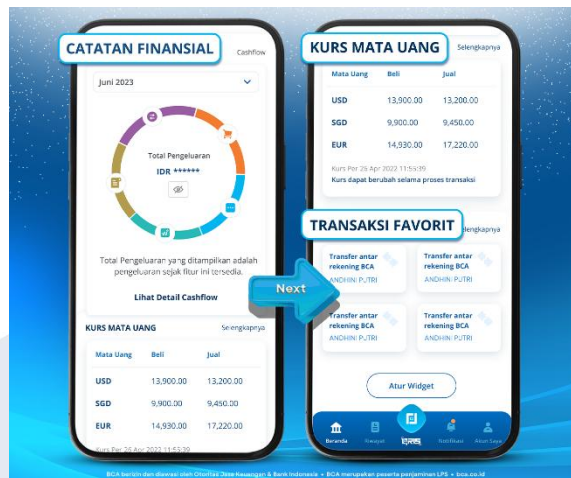 CATATAN FINANSIAL
Cashflow
Juni 2023
Total Pengeluaran
IDR ******
Total Pengeluaran yang ditampilkan adalah
pengeluaran sejak fitur ini tersedia.
Lihat Detail Cashflow
KURS MATA UANG
Selengkapnya
Mata Uang Beli Jual
USD 13,900.00 13,200.00
SGD 9,900.00 9,450.00
EUR 14,930.00 17,220.00
Kurs Per 26 Apr 2022 11:55:39
Next
KURS MATA UANG
Selengkapnya
Mata Uang Beli Jual
USD 13,900.00 13,200.00
SGD 9,900.00 9,450.00
EUR 14,930.00 17,220.00
Kurs Per 26 Apr 2022 11:55:39
Kurs dapat berubah selama proses transaksi
TRANSAKSI FAVORIT
Selengkapnya
Transfer antar
rekening BCA
ANDHINI PUTRI
Transfer antar
rekening BCA
ANDHINI PUTRI
Transfer antar
rekening BCA
ANDHINI PUTRI
Transfer antar
rekening BCA
ANDHINI PUTRI
Atur Widget
Beranda Riwayat QRIS Notifikasi Akun Saya
BCA berizin dan diawasi oleh Otoritas Jasa Keuangan & Bank Indonesia • BCA merupakan peserta penjaminan LPS • bca.co.id